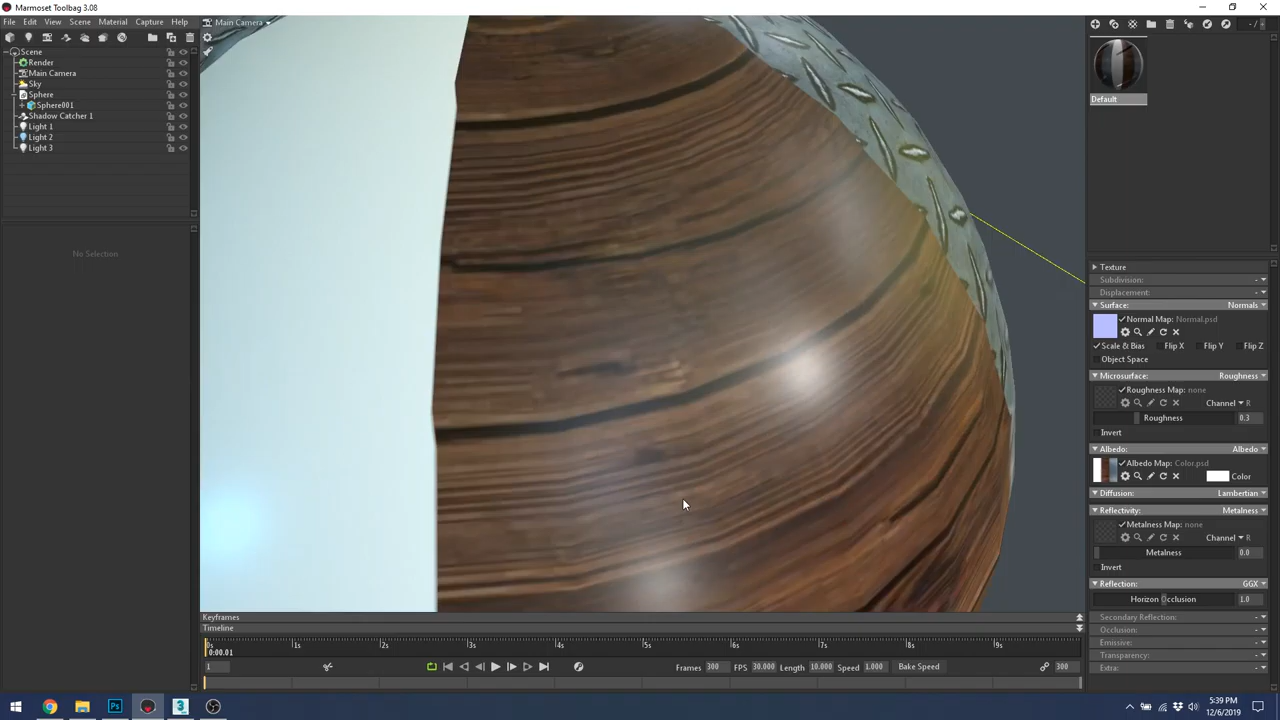 Marmoset Toolbag 3.08
File Edit View Scene Material Capture Help
Main Camera
- / -
Scene
Render
Main Camera
Sky
Sphere
Sphere001
Shadow Catcher 1
Light 1
Light 2
Light 3
No Selection
Default
Texture
Subdivision: -
Displacement: -
Surface: Normals
Normal Map: Normal.psd
Scale & Bias Flip X Flip Y Flip Z
Object Space
Microsurface: Roughness
Roughness Map: none
Channel R
Roughness 0.3
Invert
Albedo: Albedo
Albedo Map: Color.psd
Color
Diffusion: Lambertian
Reflectivity: Metalness
Metalness Map: none
Channel R
Metalness 0.0
Invert
Reflection: GGX
Horizon Occlusion 1.0
Secondary Reflection: -
Occlusion: -
Emissive: -
Transparency: -
Extra: -
Keyframes
Timeline
0s 1s 2s 3s 4s 5s 6s 7s 8s 9s
0:00.01
1 Frames 300 FPS 30.000 Length 10.000 Speed 1.000 Bake Speed 300
Ps
3
5:39 PM
12/6/2019